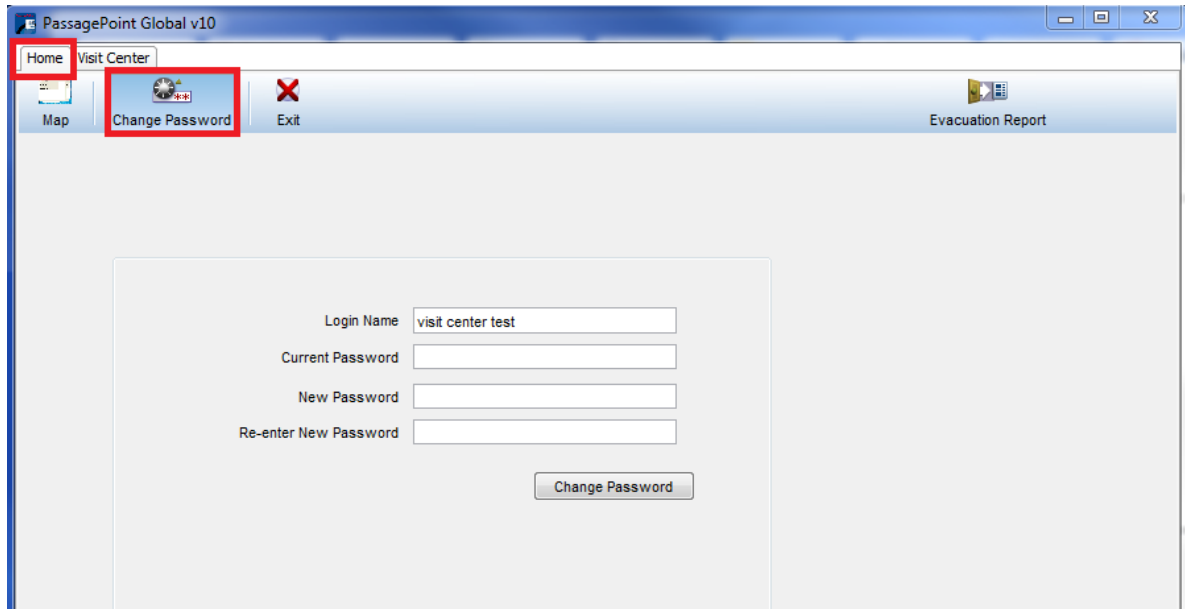 PassagePoint Global v10
Home Visit Center
Map Change Password Exit Evacuation Report
Login Name visit center test
Current Password
New Password
Re-enter New Password
Change Password